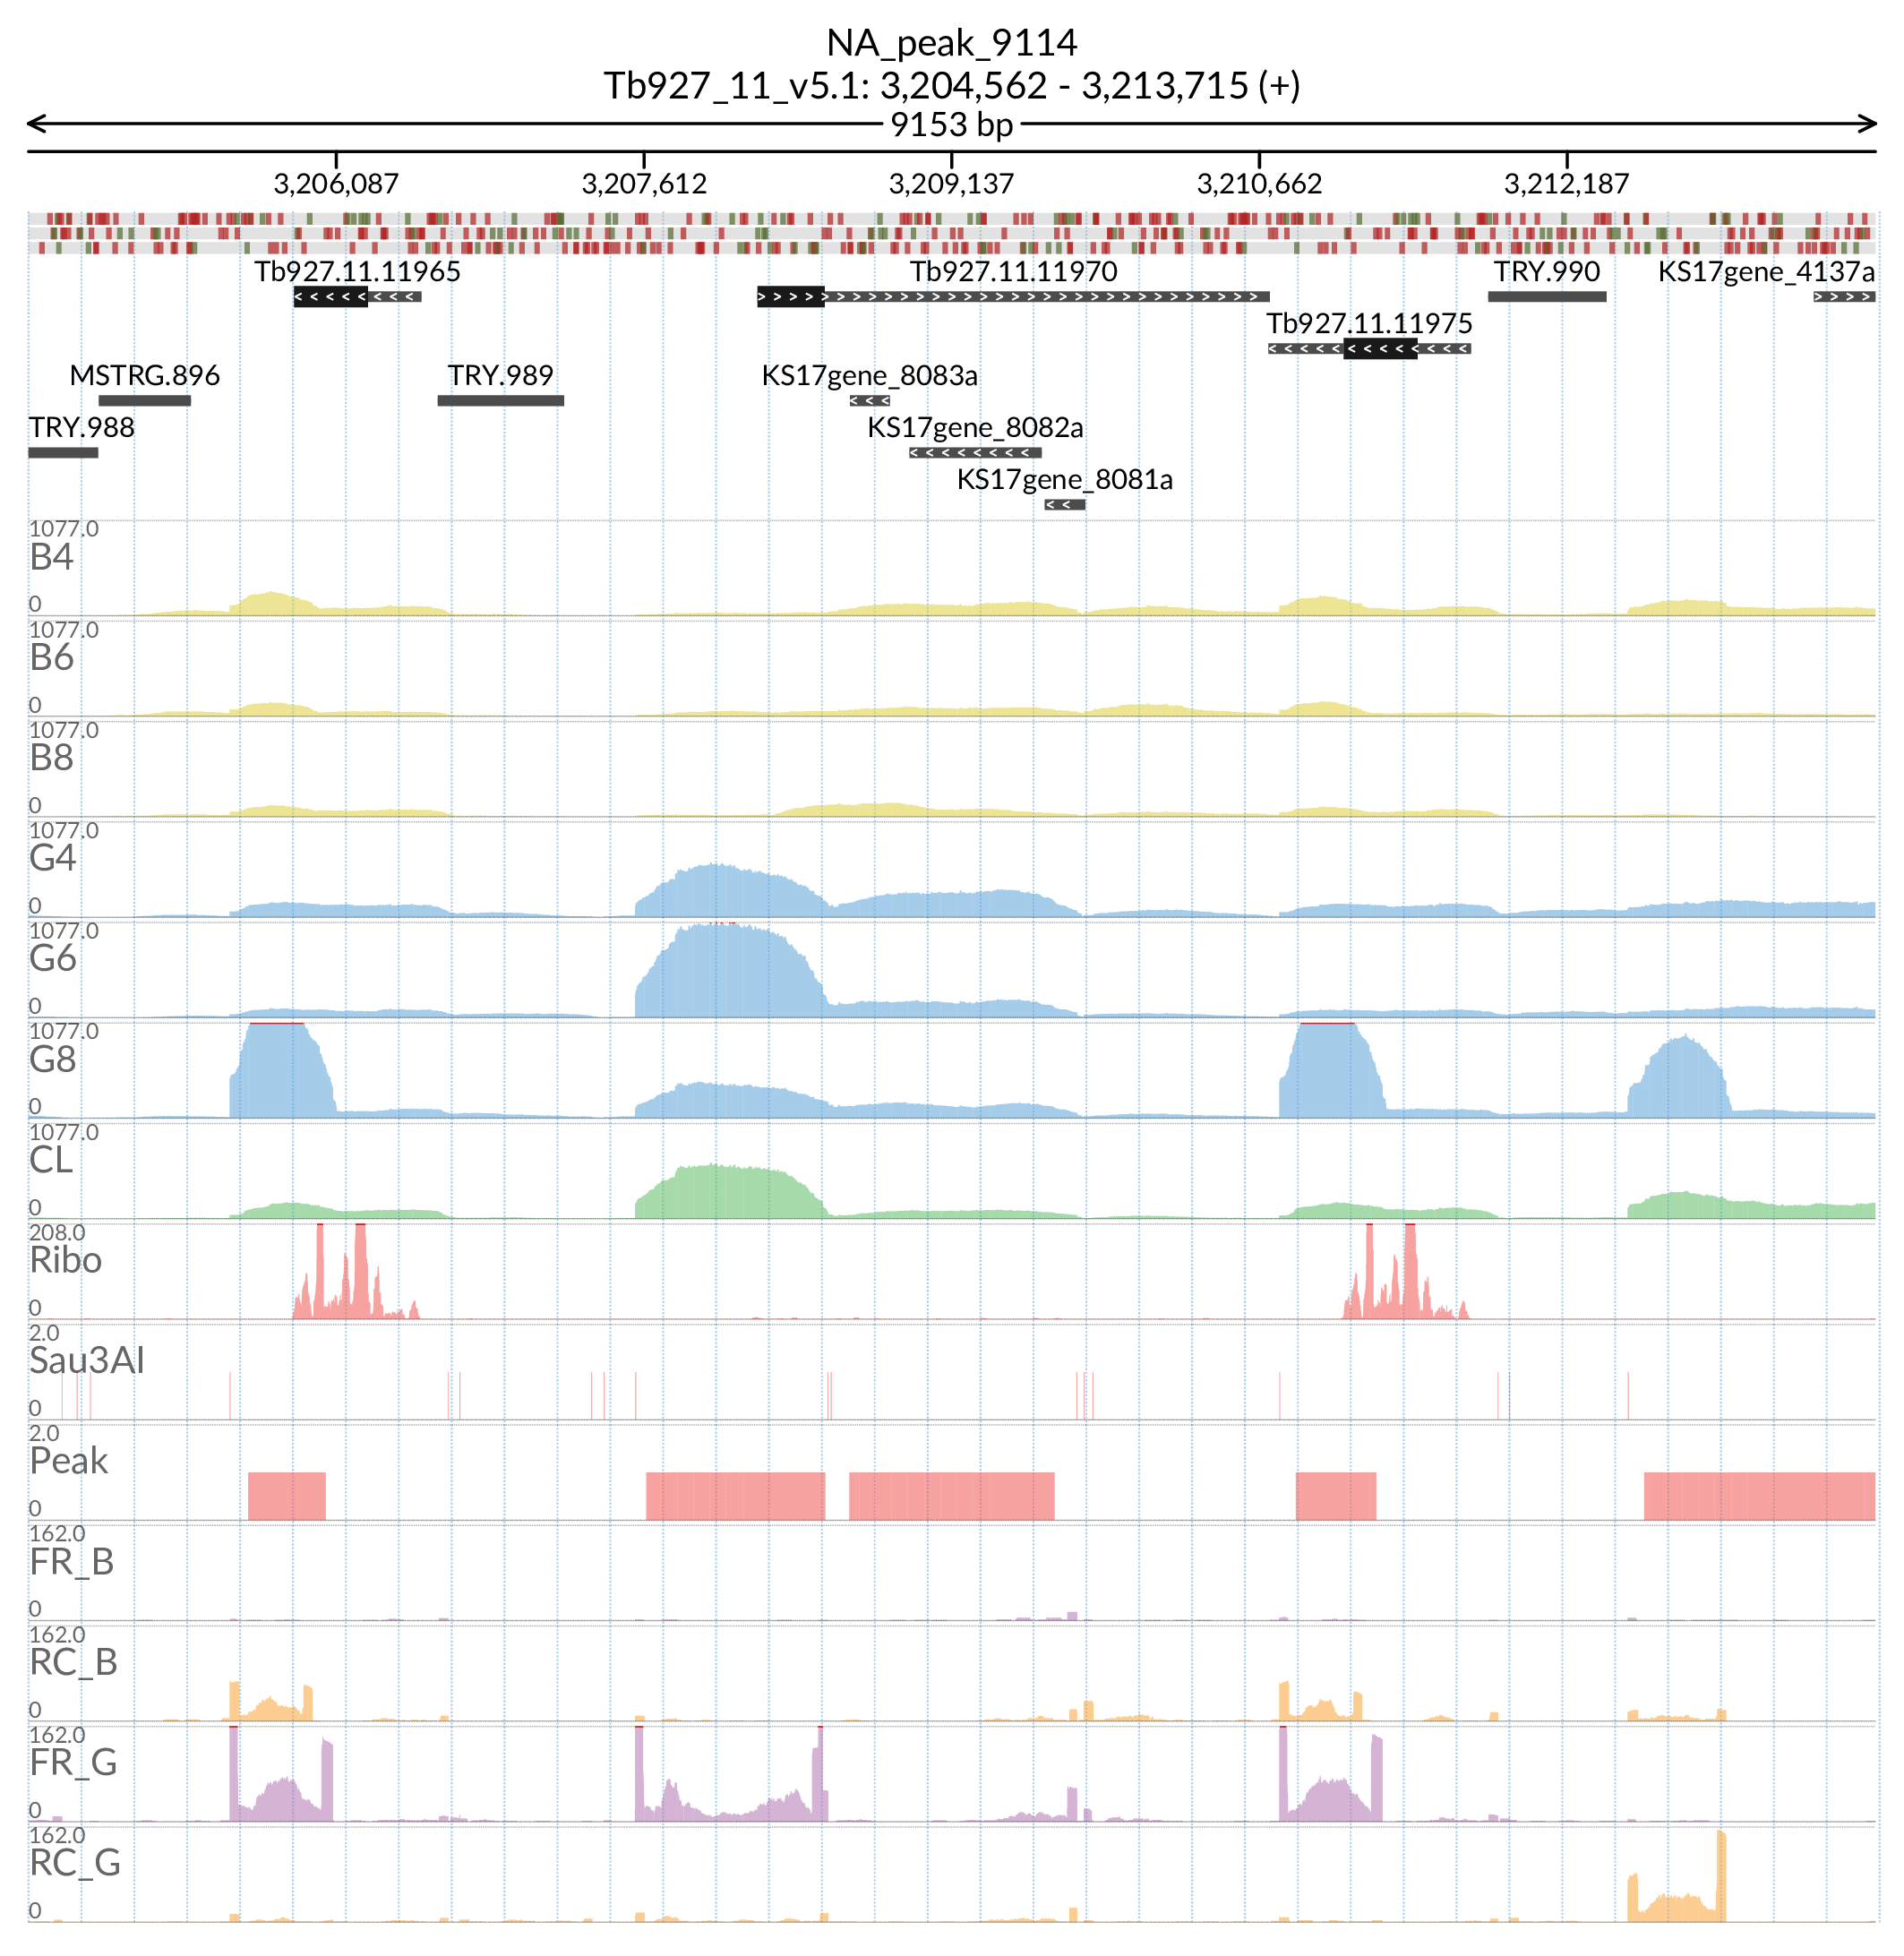 NA_peak_9114
Tb927_11_v5.1: 3,204,562 - 3,213,715 (+)
9153 bp
3,206,087 3,207,612 3,209,137 3,210,662 3,212,187
Tb927.11.11965 Tb927.11.11970 TRY.990 KS17gene_4137a
Tb927.11.11975
MSTRG.896 TRY.989 KS17gene_8083a
TRY.988 KS17gene_8082a
KS17gene_8081a
1077.0
B4
0
1077.0
B6
0
1077.0
B8
0
1077.0
G4
0
1077.0
G6
0
1077.0
G8
0
1077.0
CL
0
208.0
Ribo
0
2.0
Sau3AI
0
2.0
Peak
0
162.0
FR_B
0
162.0
RC_B
0
162.0
FR_G
0
162.0
RC_G
0